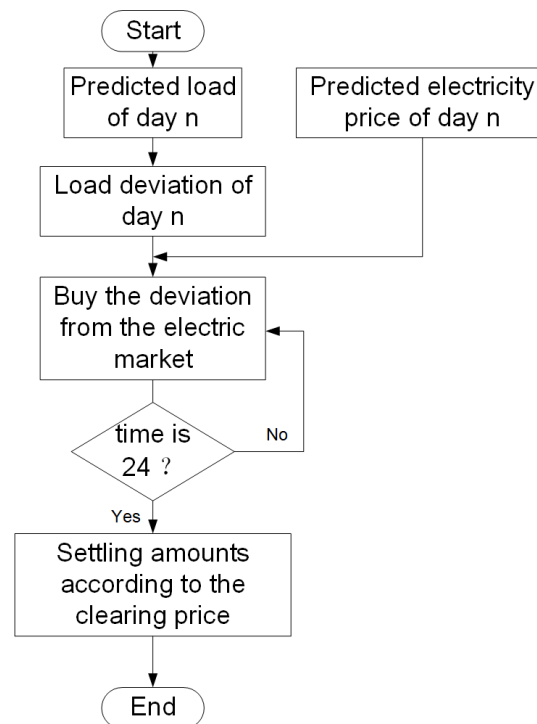 Start
Predicted load
of day n
Predicted electricity
price of day n
Load deviation of
day n
Buy the deviation
from the electric
market
time is
24 ？
No
Yes
Settling amounts
according to the
clearing price
End